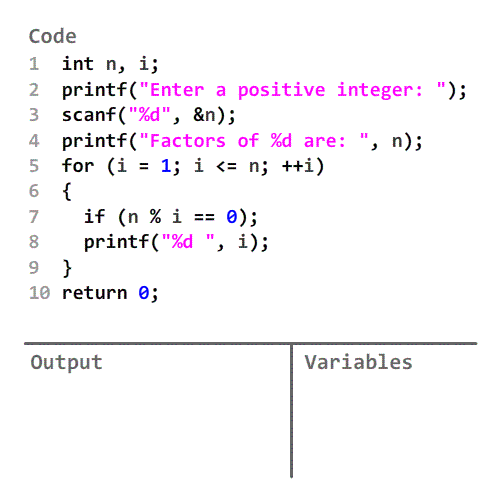 Code
1 int n, i;
2 printf("Enter a positive integer: ");
3 scanf("%d", &n);
4 printf("Factors of %d are: ", n);
5 for (i = 1; i <= n; ++i)
6 {
7 if (n % i == 0);
8 printf("%d ", i);
9 }
10 return 0;
Output Variables